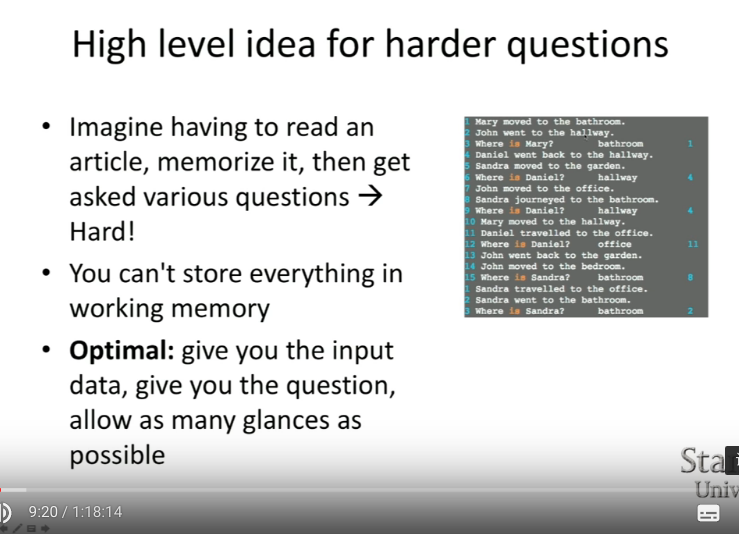 High level idea for harder questions
• Imagine having to read an
article, memorize it, then get
asked various questions →
Hard!
• You can't store everything in
working memory
• Optimal: give you the input
data, give you the question,
allow as many glances as
possible
1 Mary moved to the bathroom.
2 John went to the hallway.
3 Where is Mary? bathroom 1
4 Daniel went back to the hallway.
5 Sandra moved to the garden.
6 Where is Daniel? hallway 4
7 John moved to the office.
8 Sandra journeyed to the bathroom.
9 Where is Daniel? hallway 4
10 Mary moved to the hallway.
11 Daniel travelled to the office.
12 Where is Daniel? office 11
13 John went back to the garden.
14 John moved to the bedroom.
15 Where is Sandra? bathroom 8
1 Sandra travelled to the office.
2 Sandra went to the bathroom.
3 Where is Sandra? bathroom 2
Sta
Univ
9:20 / 1:18:14